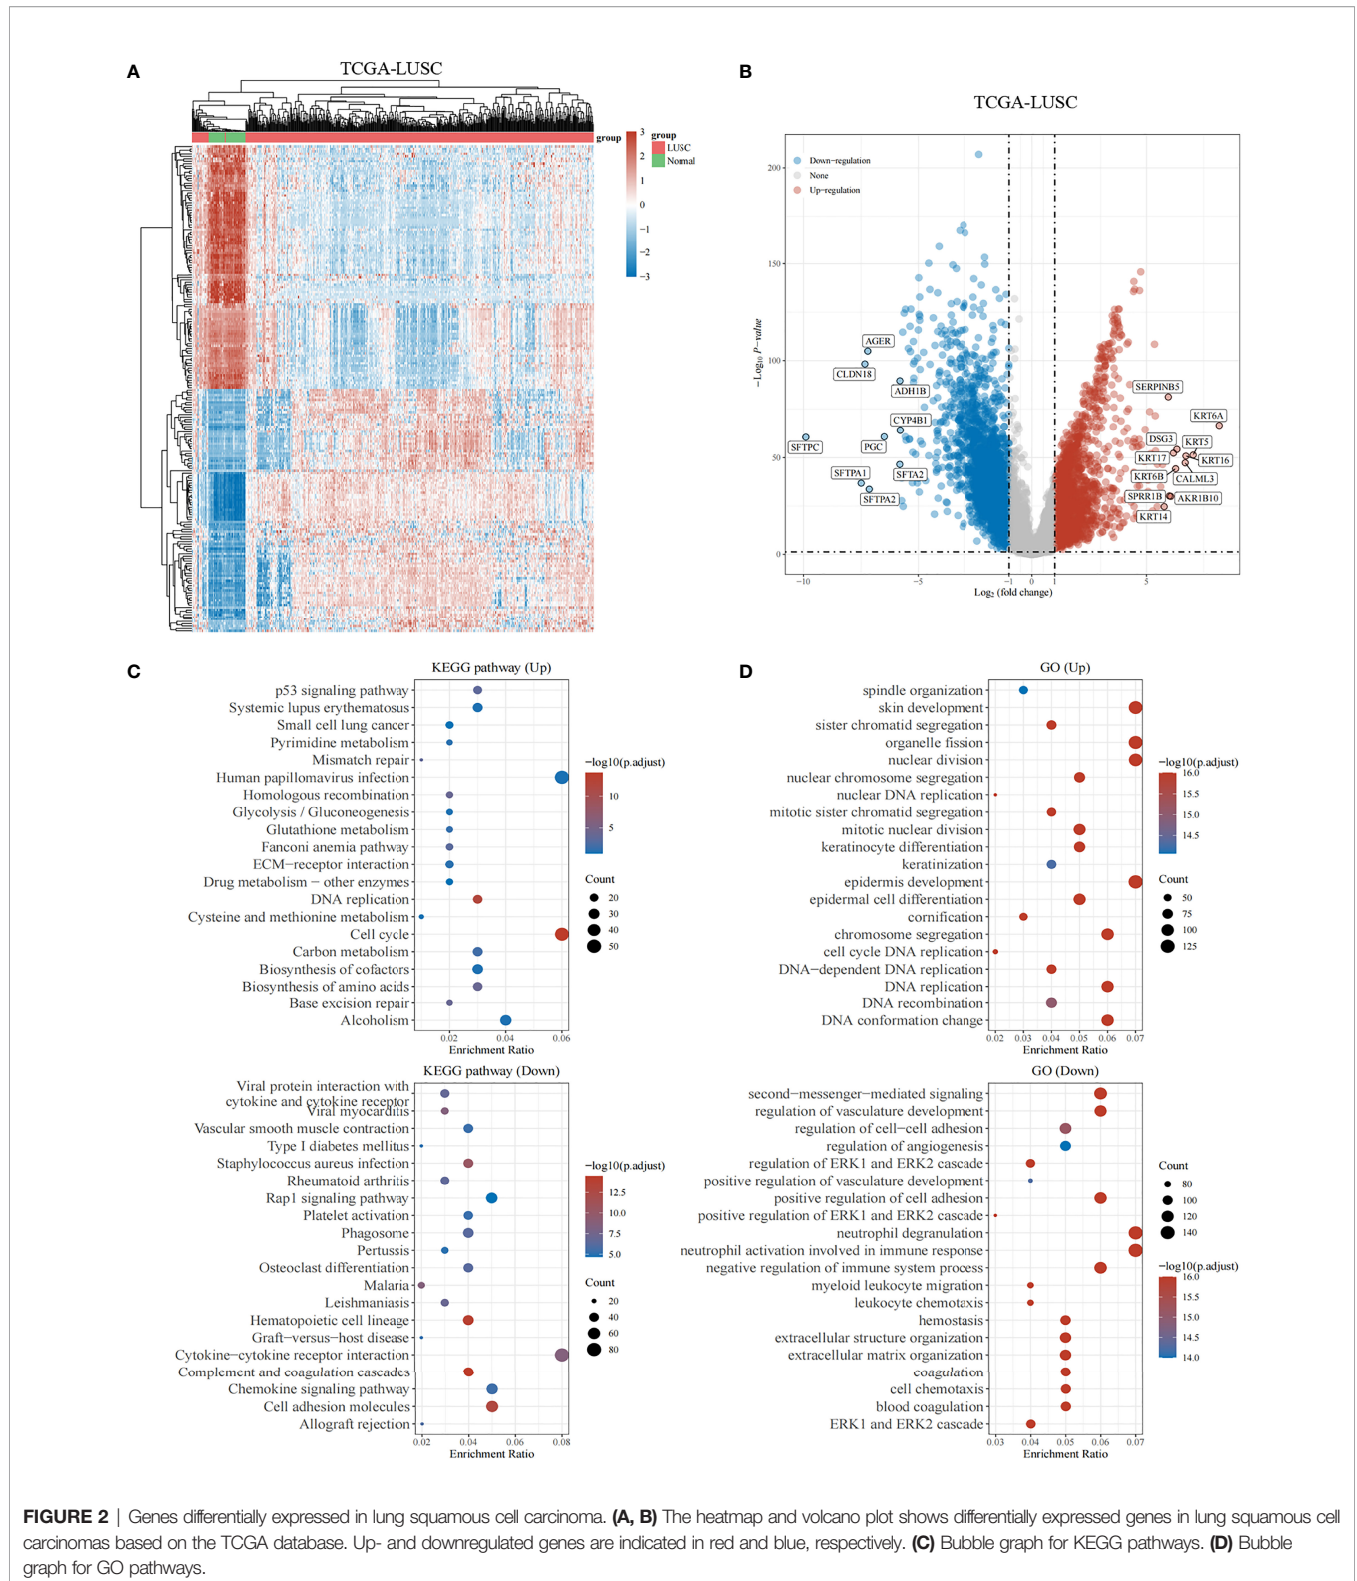 A
TCGA-LUSC
group
3
2
1
0
−1
−2
−3
group
LUSC
Normal
B
TCGA-LUSC
Down−regulation
None
Up−regulation
−Log10 P−value
200
150
100
50
0
AGER
CLDN18
ADH1B
CYP4B1
SFTPC
PGC
SFTPA1
SFTA2
SFTPA2
SERPINB5
KRT6A
DSG3
KRT5
KRT17
KRT16
KRT6B
CALML3
SPRR1B
AKR1B10
KRT14
−10
−5
−1
0
1
5
Log2 (fold change)
C
KEGG pathway (Up)
p53 signaling pathway
Systemic lupus erythematosus
Small cell lung cancer
Pyrimidine metabolism
Mismatch repair
Human papillomavirus infection
Homologous recombination
Glycolysis / Gluconeogenesis
Glutathione metabolism
Fanconi anemia pathway
ECM−receptor interaction
Drug metabolism − other enzymes
DNA replication
Cysteine and methionine metabolism
Cell cycle
Carbon metabolism
Biosynthesis of cofactors
Biosynthesis of amino acids
Base excision repair
Alcoholism
0.02
0.04
0.06
Enrichment Ratio
−log10(p.adjust)
10
5
Count
20
30
40
50
KEGG pathway (Down)
Viral protein interaction with
cytokine and cytokine receptor
Viral myocarditis
Vascular smooth muscle contraction
Type I diabetes mellitus
Staphylococcus aureus infection
Rheumatoid arthritis
Rap1 signaling pathway
Platelet activation
Phagosome
Pertussis
Osteoclast differentiation
Malaria
Leishmaniasis
Hematopoietic cell lineage
Graft−versus−host disease
Cytokine−cytokine receptor interaction
Complement and coagulation cascades
Chemokine signaling pathway
Cell adhesion molecules
Allograft rejection
0.02
0.04
0.06
0.08
Enrichment Ratio
−log10(p.adjust)
12.5
10.0
7.5
5.0
Count
20
40
60
80
D
GO (Up)
spindle organization
skin development
sister chromatid segregation
organelle fission
nuclear division
nuclear chromosome segregation
nuclear DNA replication
mitotic sister chromatid segregation
mitotic nuclear division
keratinocyte differentiation
keratinization
epidermis development
epidermal cell differentiation
cornification
chromosome segregation
cell cycle DNA replication
DNA−dependent DNA replication
DNA replication
DNA recombination
DNA conformation change
0.02
0.03
0.04
0.05
0.06
0.07
Enrichment Ratio
−log10(p.adjust)
16.0
15.5
15.0
14.5
Count
50
75
100
125
GO (Down)
second−messenger−mediated signaling
regulation of vasculature development
regulation of cell−cell adhesion
regulation of angiogenesis
regulation of ERK1 and ERK2 cascade
positive regulation of vasculature development
positive regulation of cell adhesion
positive regulation of ERK1 and ERK2 cascade
neutrophil degranulation
neutrophil activation involved in immune response
negative regulation of immune system process
myeloid leukocyte migration
leukocyte chemotaxis
hemostasis
extracellular structure organization
extracellular matrix organization
coagulation
cell chemotaxis
blood coagulation
ERK1 and ERK2 cascade
0.03
0.04
0.05
0.06
0.07
Enrichment Ratio
Count
80
100
120
140
−log10(p.adjust)
16.0
15.5
15.0
14.5
14.0
FIGURE 2 | Genes differentially expressed in lung squamous cell carcinoma. (A, B) The heatmap and volcano plot shows differentially expressed genes in lung squamous cell
carcinomas based on the TCGA database. Up- and downregulated genes are indicated in red and blue, respectively. (C) Bubble graph for KEGG pathways. (D) Bubble
graph for GO pathways.